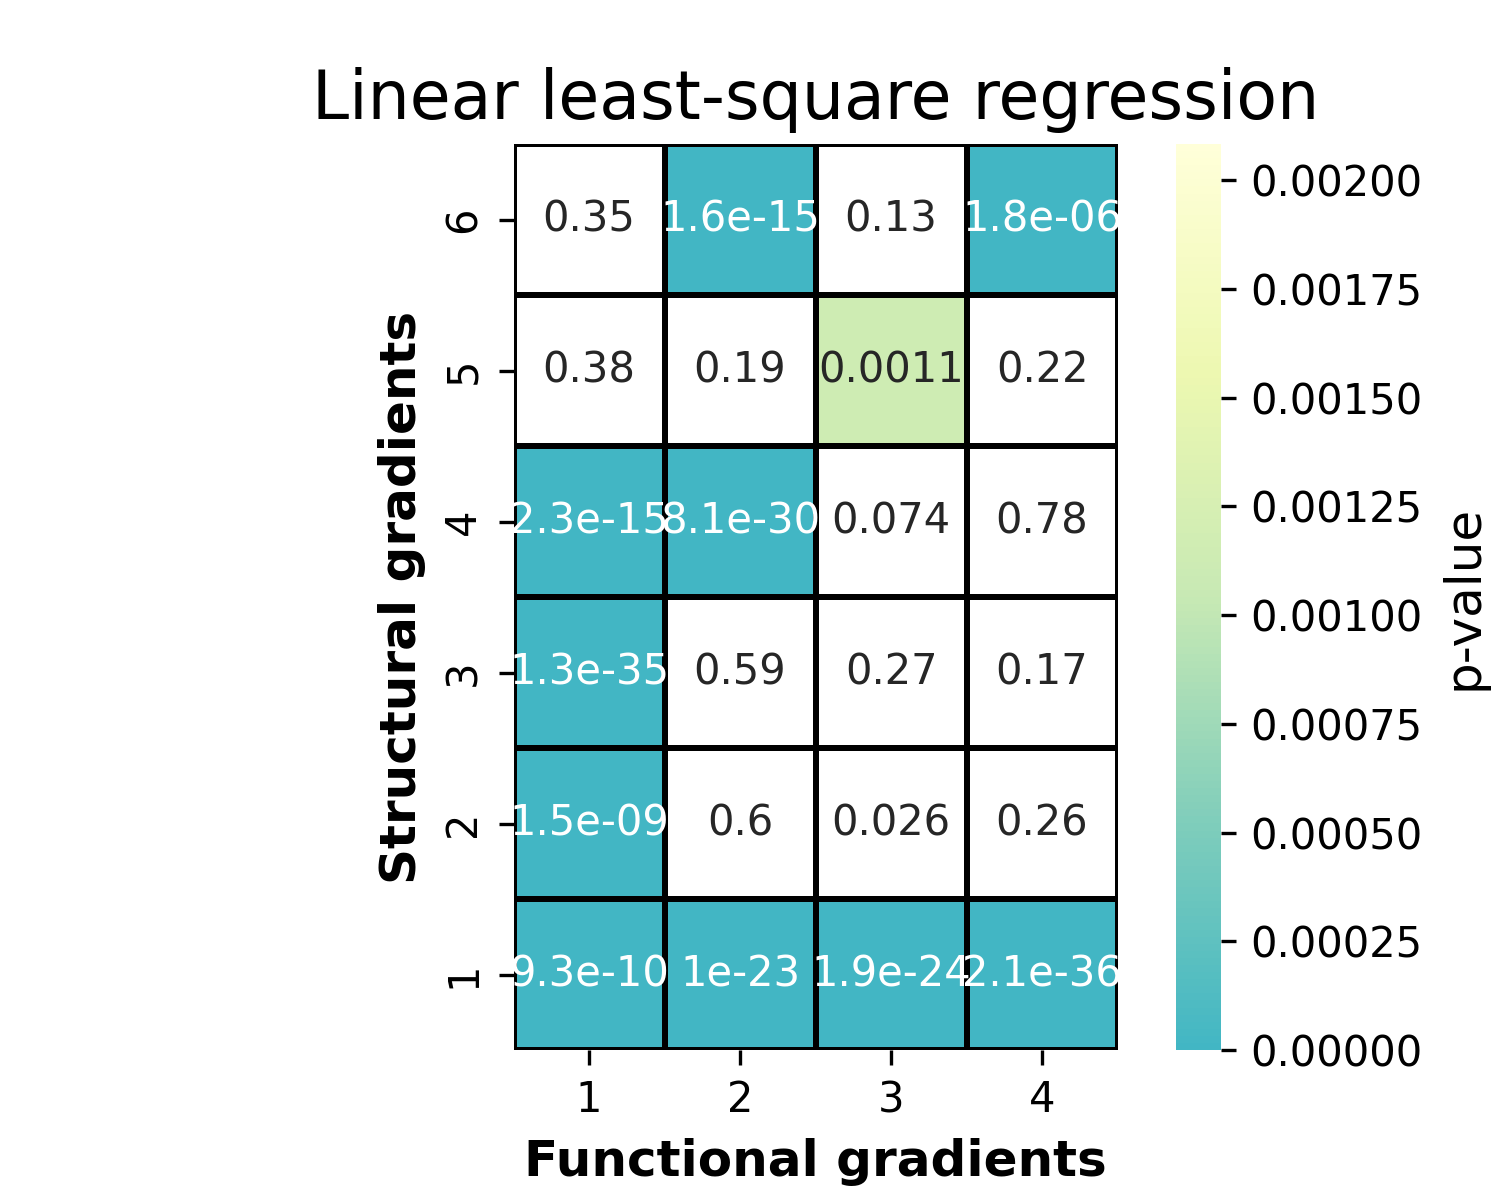 Linear least-square regression
6 0.35 1.6e-15 0.13 1.8e-06
5 0.38 0.19 0.0011 0.22
4 2.3e-15 8.1e-30 0.074 0.78
3 1.3e-35 0.59 0.27 0.17
2 1.5e-09 0.6 0.026 0.26
1 9.3e-10 1e-23 1.9e-24 2.1e-36
1 2 3 4
Structural gradients
Functional gradients
0.00200
0.00175
0.00150
0.00125
0.00100
0.00075
0.00050
0.00025
0.00000
p-value